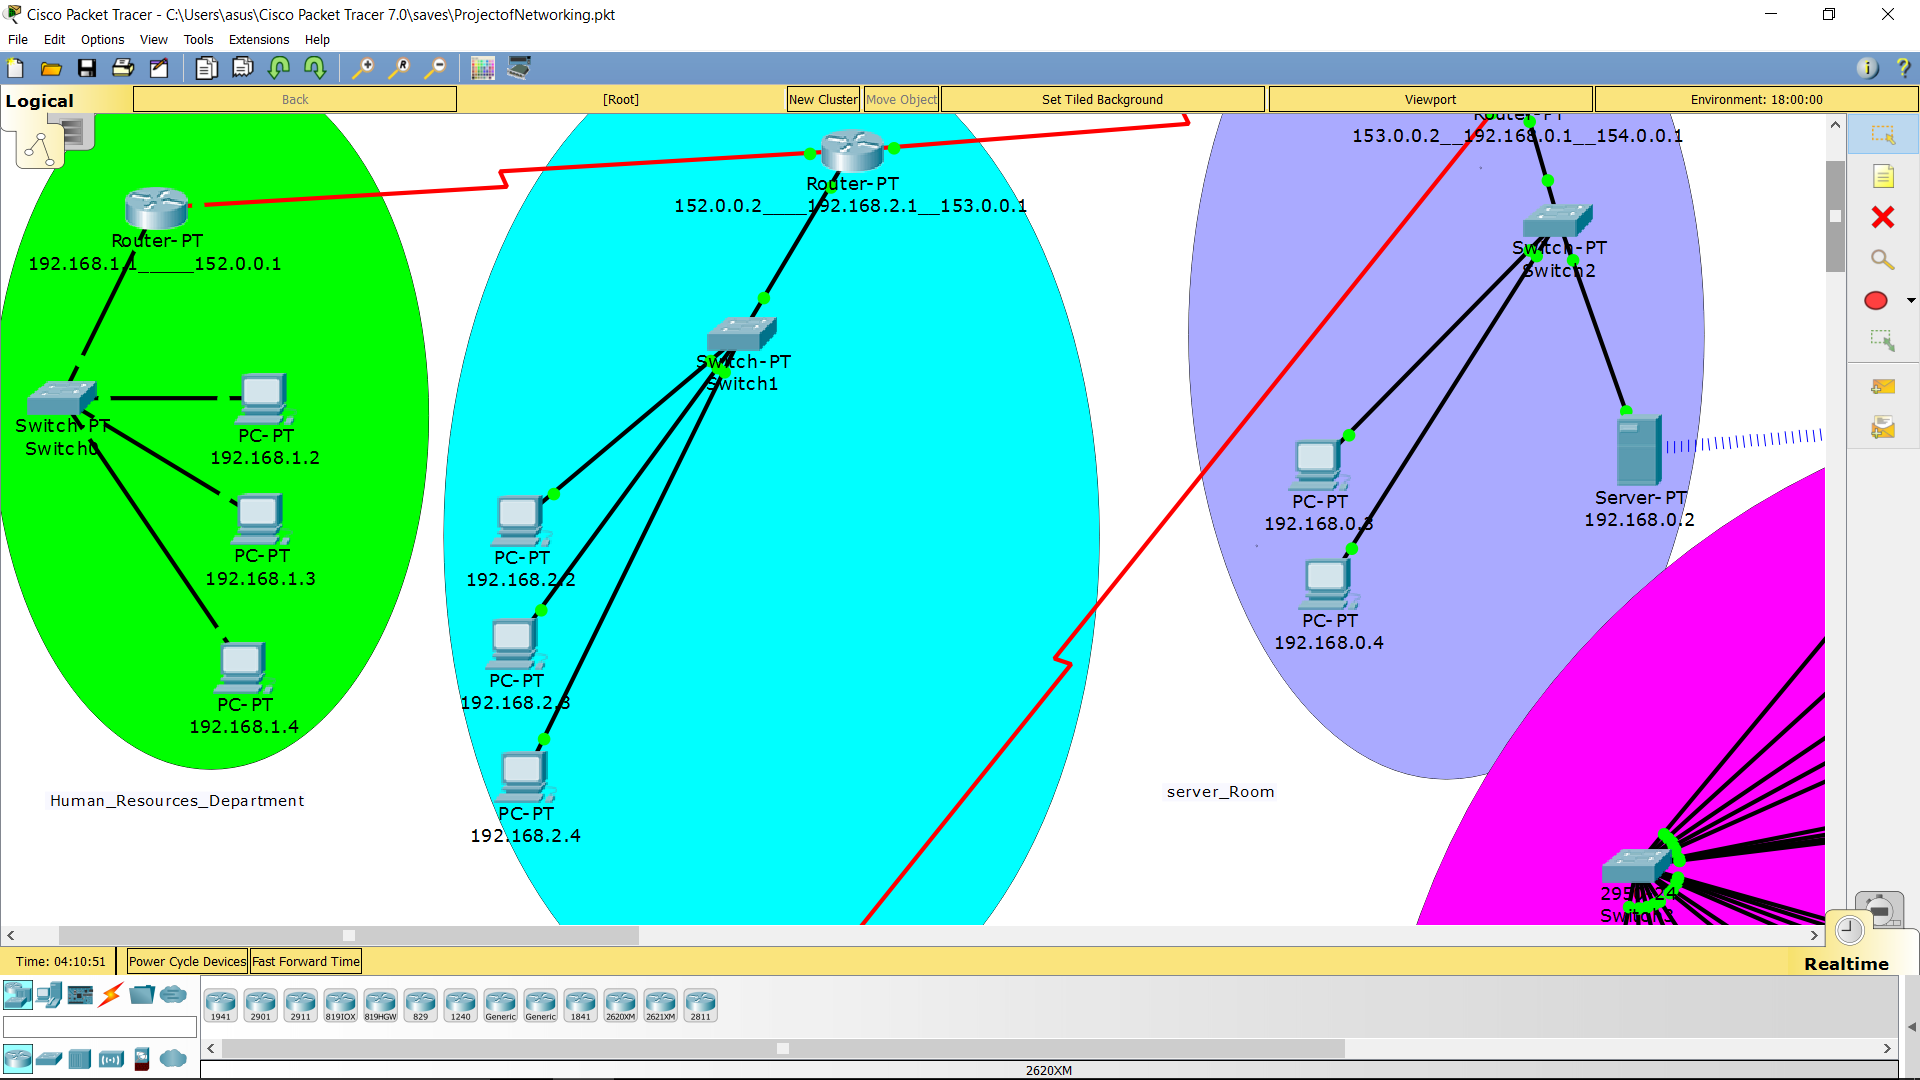 Cisco Packet Tracer - C:\Users\asus\Cisco Packet Tracer 7.0\saves\ProjectofNetworking.pkt
File Edit Options View Tools Extensions Help
Logical Back [Root] New Cluster Move Object Set Tiled Background Viewport Environment: 18:00:00
Router-PT
192.168.1.1______152.0.0.1
Switch-PT
Switch0
PC-PT
192.168.1.2
PC-PT
192.168.1.3
PC-PT
192.168.1.4
Human_Resources_Department
Router-PT
152.0.0.2____192.168.2.1__153.0.0.1
Switch-PT
Switch1
PC-PT
192.168.2.2
PC-PT
192.168.2.3
PC-PT
192.168.2.4
Router-PT
153.0.0.2__192.168.0.1__154.0.0.1
Switch-PT
Switch2
PC-PT
192.168.0.3
PC-PT
192.168.0.4
Server-PT
192.168.0.2
server_Room
Switch3
Time: 04:10:51 Power Cycle Devices Fast Forward Time
Realtime
1941 2901 2911 819IOX 819HGW 829 1240 Generic Generic 1841 2620XM 2621XM 2811
2620XM